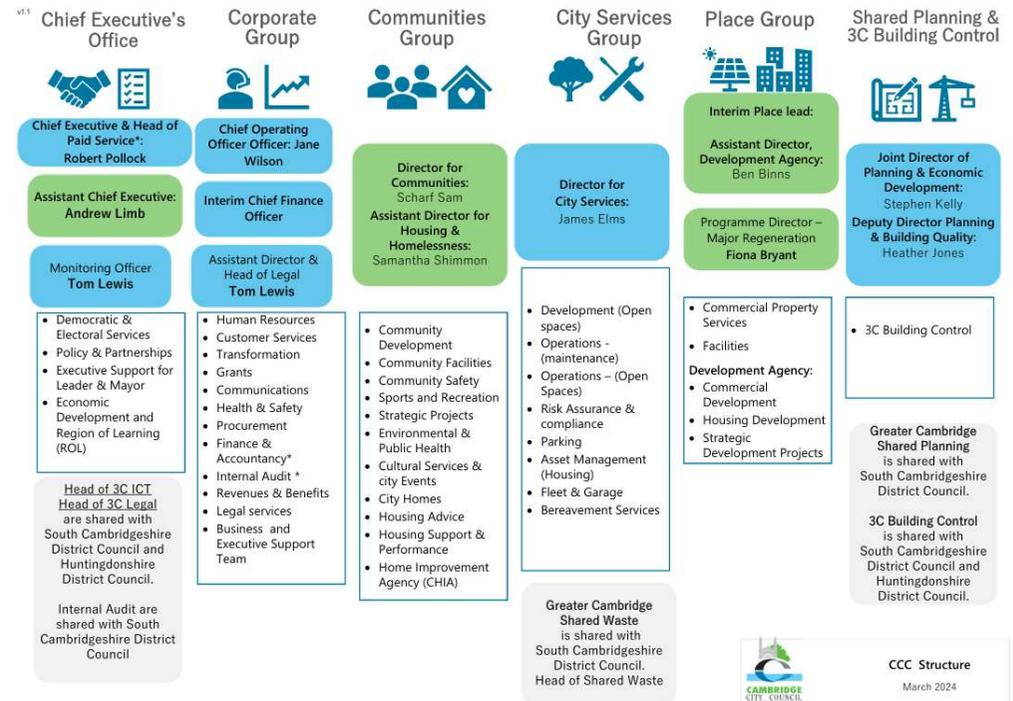 v1.1
Chief Executive's
Office
Chief Executive & Head of
Paid Service*:
Robert Pollock
Assistant Chief Executive:
Andrew Limb
Monitoring Officer
Tom Lewis
• Democratic &
Electoral Services
• Policy & Partnerships
• Executive Support for
Leader & Mayor
• Economic
Development and
Region of Learning
(ROL)
Head of 3C ICT
Head of 3C Legal
are shared with
South Cambridgeshire
District Council and
Huntingdonshire
District Council.
Internal Audit are
shared with South
Cambridgeshire District
Council
Corporate
Group
Chief Operating
Officer Officer: Jane
Wilson
Interim Chief Finance
Officer
Assistant Director &
Head of Legal
Tom Lewis
• Human Resources
• Customer Services
• Transformation
• Grants
• Communications
• Health & Safety
• Procurement
• Finance &
Accountancy*
• Internal Audit *
• Revenues & Benefits
• Legal services
• Business and
Executive Support
Team
Communities
Group
Director for
Communities:
Scharf Sam
Assistant Director for
Housing &
Homelessness:
Samantha Shimmon
• Community
Development
• Community Facilities
• Community Safety
• Sports and Recreation
• Strategic Projects
• Environmental &
Public Health
• Cultural Services &
city Events
• City Homes
• Housing Advice
• Housing Support &
Performance
• Home Improvement
Agency (CHIA)
City Services
Group
Director for
City Services:
James Elms
• Development (Open
spaces)
• Operations -
(maintenance)
• Operations – (Open
Spaces)
• Risk Assurance &
compliance
• Parking
• Asset Management
(Housing)
• Fleet & Garage
• Bereavement Services
Greater Cambridge
Shared Waste
is shared with
South Cambridgeshire
District Council.
Head of Shared Waste
Place Group
Interim Place lead:
Assistant Director,
Development Agency:
Ben Binns
Programme Director –
Major Regeneration
Fiona Bryant
• Commercial Property
Services
• Facilities
Development Agency:
• Commercial
Development
• Housing Development
• Strategic
Development Projects
Shared Planning &
3C Building Control
Joint Director of
Planning & Economic
Development:
Stephen Kelly
Deputy Director Planning
& Building Quality:
Heather Jones
• 3C Building Control
Greater Cambridge
Shared Planning
is shared with
South Cambridgeshire
District Council.
3C Building Control
is shared with
South Cambridgeshire
District Council and
Huntingdonshire
District Council.
CAMBRIDGE
CITY COUNCIL
CCC Structure
March 2024